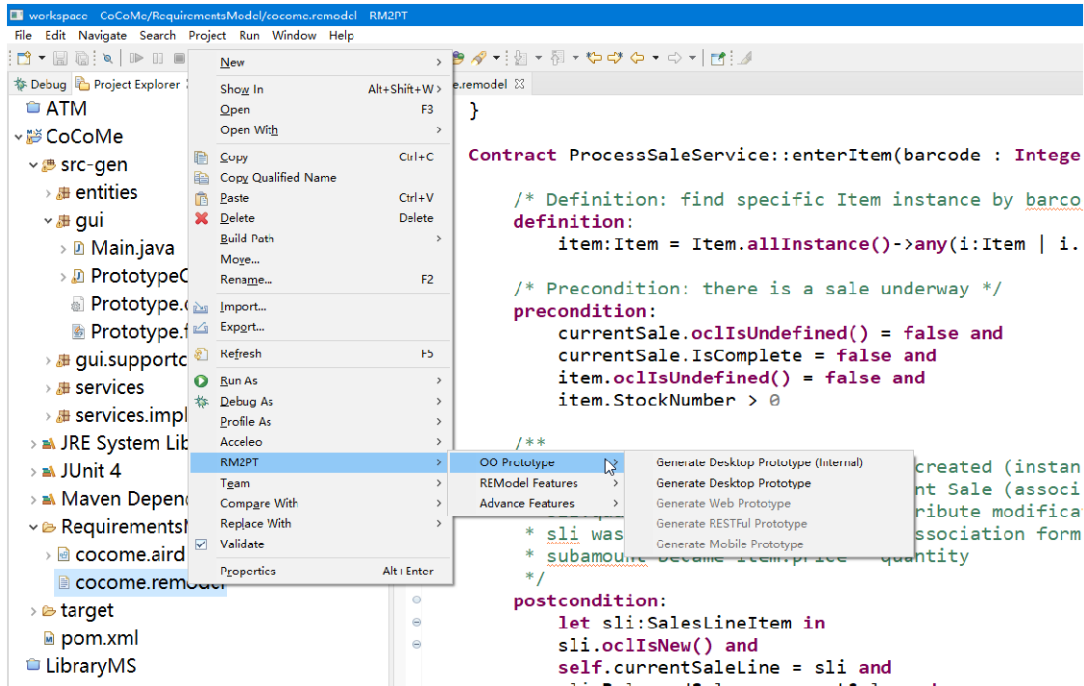 workspace - CoCoMe/RequirementsModel/cocome.remodel - RM2PT
File Edit Navigate Search Project Run Window Help
Debug Project Explorer
e.remodel
ATM
CoCoMe
src-gen
entities
gui
Main.java
PrototypeC
Prototype.
Prototype.f
gui.supportc
services
services.impl
JRE System Lib
JUnit 4
Maven Depend
RequirementsM
cocome.aird
cocome.remodel
target
pom.xml
LibraryMS
New
Show In Alt+Shift+W
Open F3
Open With
Copy Ctrl+C
Copy Qualified Name
Paste Ctrl+V
Delete Delete
Build Path
Move...
Rename... F2
Import...
Export...
Refresh F5
Run As
Debug As
Profile As
Acceleo
RM2PT
Team
Compare With
Replace With
Validate
Properties Alt+Enter
OO Prototype
REModel Features
Advance Features
Generate Desktop Prototype (Internal)
Generate Desktop Prototype
Generate Web Prototype
Generate RESTFul Prototype
Generate Mobile Prototype
}
Contract ProcessSaleService::enterItem(barcode : Intege
/* Definition: find specific Item instance by barco
definition:
item:Item = Item.allInstance()->any(i:Item | i.
/* Precondition: there is a sale underway */
precondition:
currentSale.oclIsUndefined() = false and
currentSale.IsComplete = false and
item.oclIsUndefined() = false and
item.StockNumber > 0
/**
created (instan
nt Sale (associ
ribute modifica
* sli was ssociation form
* subamount became item.price * quantity
*/
postcondition:
let sli:SalesLineItem in
sli.oclIsNew() and
self.currentSaleLine = sli and